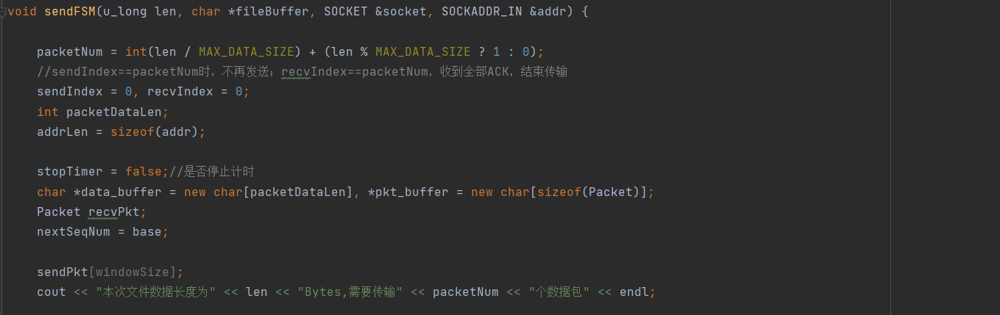 void sendFSM(u_long len, char *fileBuffer, SOCKET &socket, SOCKADDR_IN &addr) {
packetNum = int(len / MAX_DATA_SIZE) + (len % MAX_DATA_SIZE ? 1 : 0);
//sendIndex==packetNum时，不再发送；recvIndex==packetNum，收到全部ACK，结束传输
sendIndex = 0, recvIndex = 0;
int packetDataLen;
addrLen = sizeof(addr);
stopTimer = false;//是否停止计时
char *data_buffer = new char[packetDataLen], *pkt_buffer = new char[sizeof(Packet)];
Packet recvPkt;
nextSeqNum = base;
sendPkt[windowSize];
cout << "本次文件数据长度为" << len << "Bytes,需要传输" << packetNum << "个数据包" << endl;